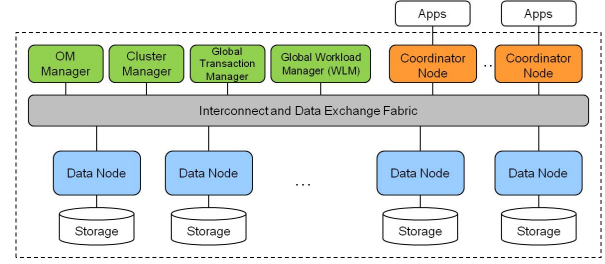 Apps Apps
OM Manager
Cluster Manager
Global Transaction Manager
Global Workload Manager (WLM)
Coordinator Node
...
Coordinator Node
Interconnect and Data Exchange Fabric
Data Node Data Node ... Data Node Data Node
Storage Storage Storage Storage